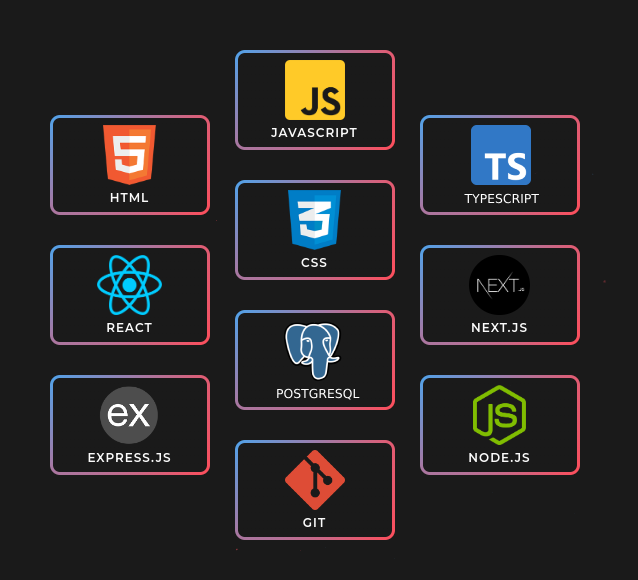 JS
JAVASCRIPT
5
HTML
TS
TYPESCRIPT
3
CSS
REACT
NEXT.JS
NEXT.JS
POSTGRESQL
ex
EXPRESS.JS
JS
NODE.JS
GIT